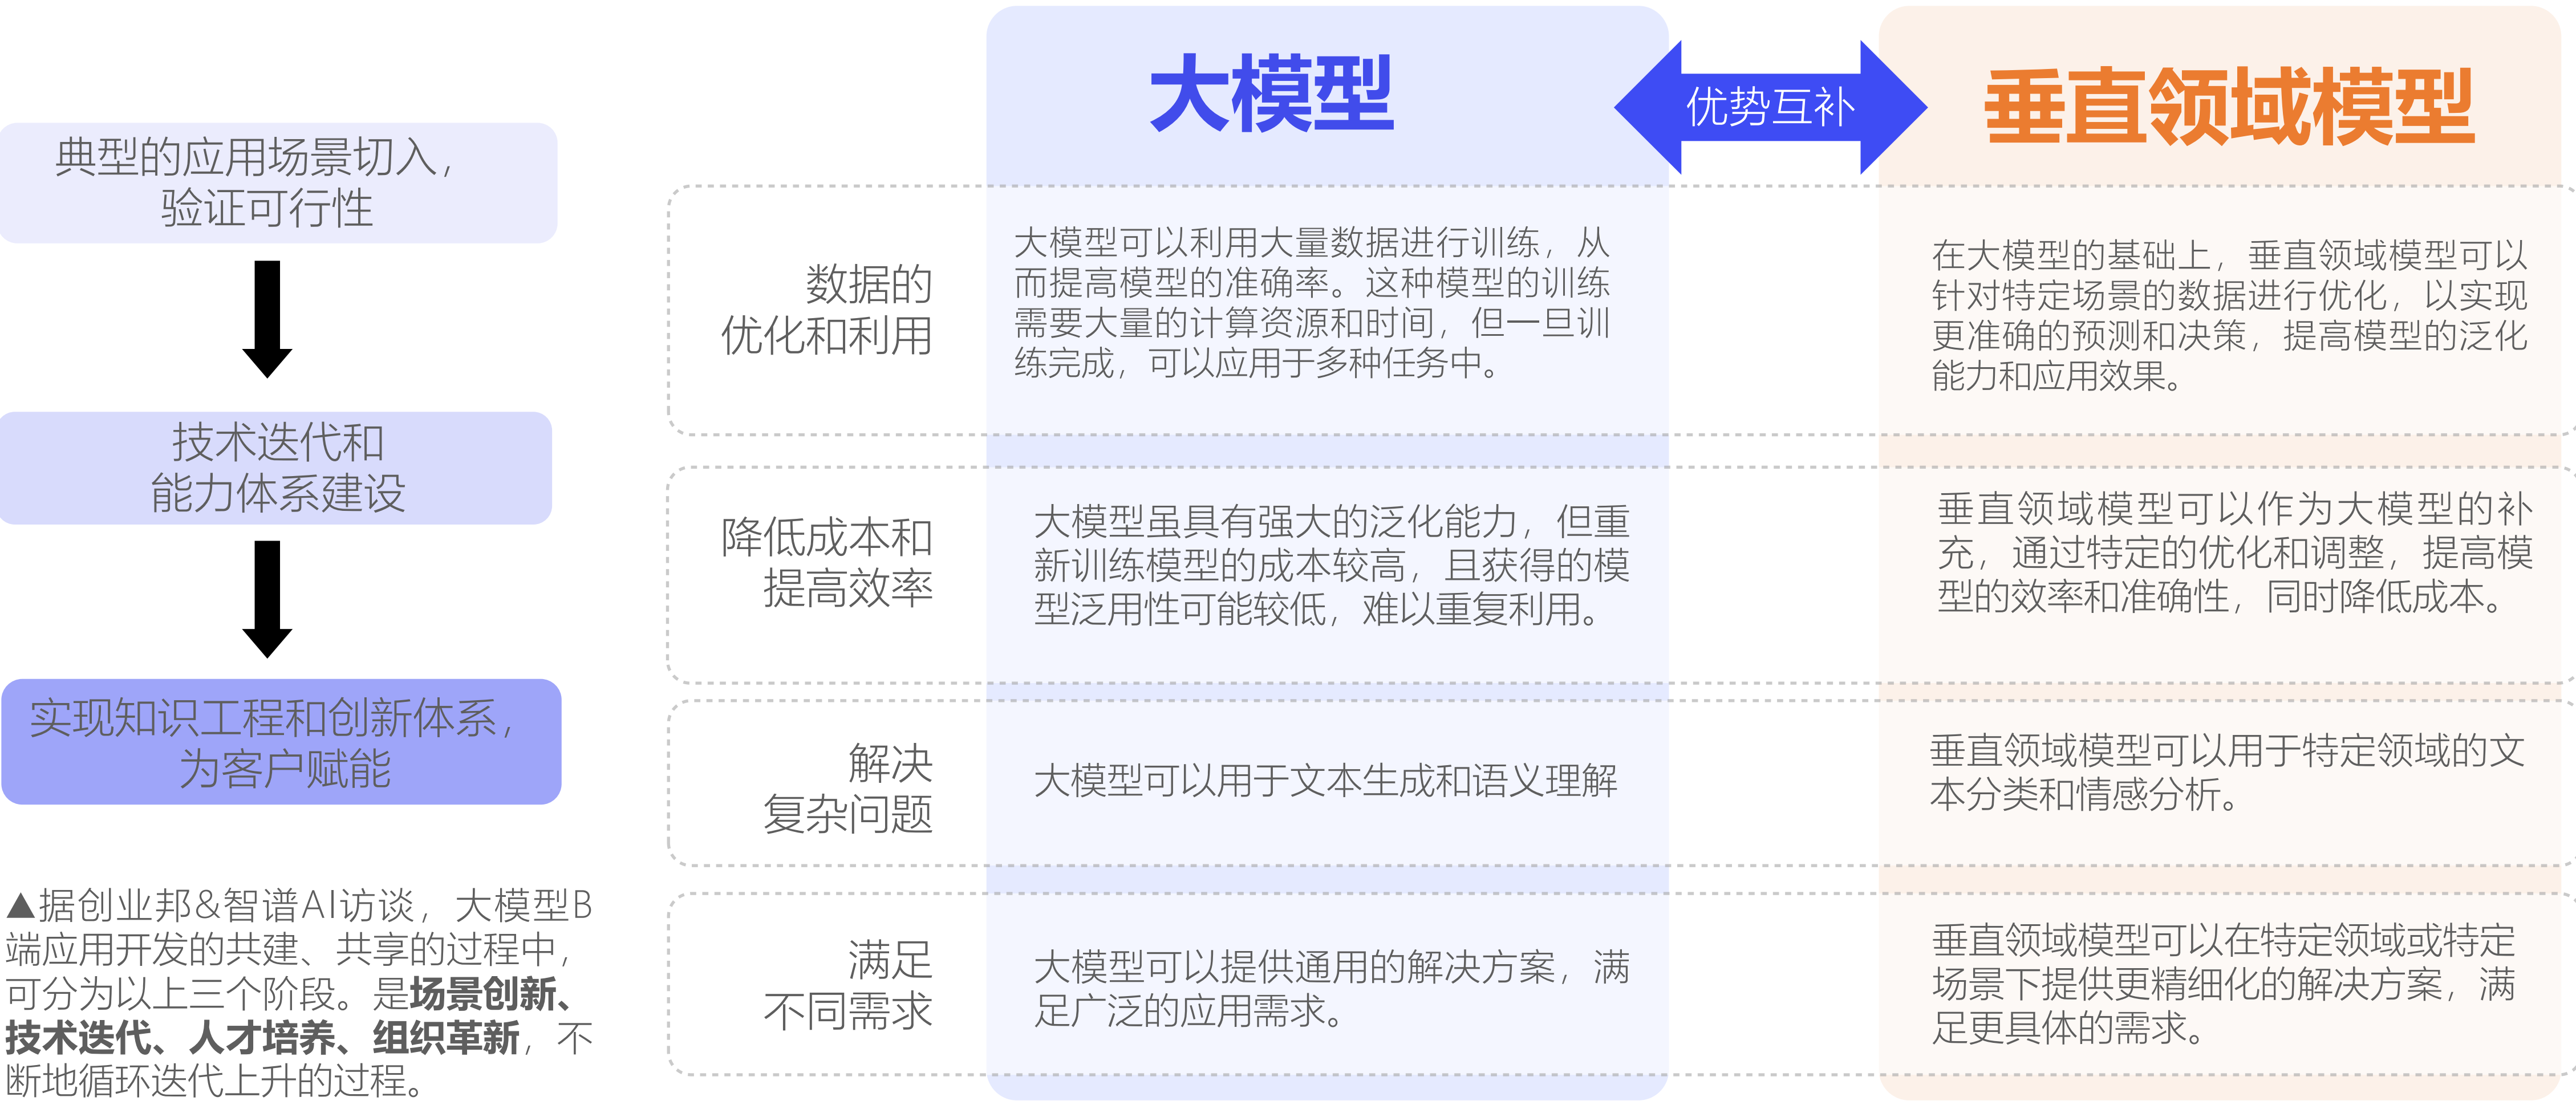 典型的应用场景切入，
验证可行性
技术迭代和
能力体系建设
实现知识工程和创新体系，
为客户赋能
▲据创业邦&智谱AI访谈，大模型B
端应用开发的共建、共享的过程中，
可分为以上三个阶段。是场景创新、
技术迭代、人才培养、组织革新，不
断地循环迭代上升的过程。
大模型
优势互补
垂直领域模型
数据的
优化和利用
大模型可以利用大量数据进行训练，从
而提高模型的准确率。这种模型的训练
需要大量的计算资源和时间，但一旦训
练完成，可以应用于多种任务中。
在大模型的基础上，垂直领域模型可以
针对特定场景的数据进行优化，以实现
更准确的预测和决策，提高模型的泛化
能力和应用效果。
降低成本和
提高效率
大模型虽具有强大的泛化能力，但重
新训练模型的成本较高，且获得的模
型泛用性可能较低，难以重复利用。
垂直领域模型可以作为大模型的补
充，通过特定的优化和调整，提高模
型的效率和准确性，同时降低成本。
解决
复杂问题
大模型可以用于文本生成和语义理解
垂直领域模型可以用于特定领域的文
本分类和情感分析。
满足
不同需求
大模型可以提供通用的解决方案，满
足广泛的应用需求。
垂直领域模型可以在特定领域或特定
场景下提供更精细化的解决方案，满
足更具体的需求。